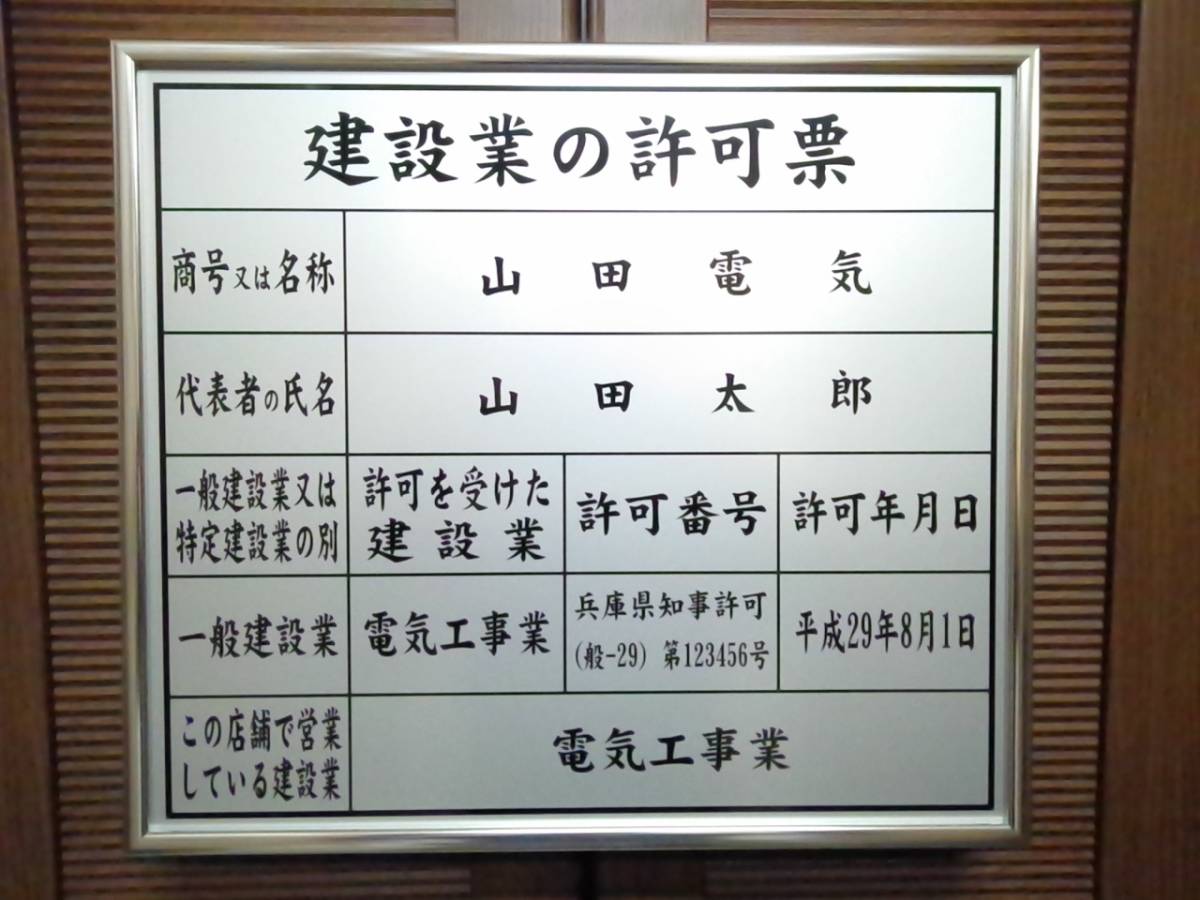 建設業の許可票
商号又は名称
山田電気
代表者の氏名
山田太郎
一般建設業又は
特定建設業の別
許可を受けた
建設業
許可番号
許可年月日
一般建設業
電気工事業
兵庫県知事許可
(般-29) 第123456号
平成29年8月1日
この店舗で営業
している建設業
電気工事業